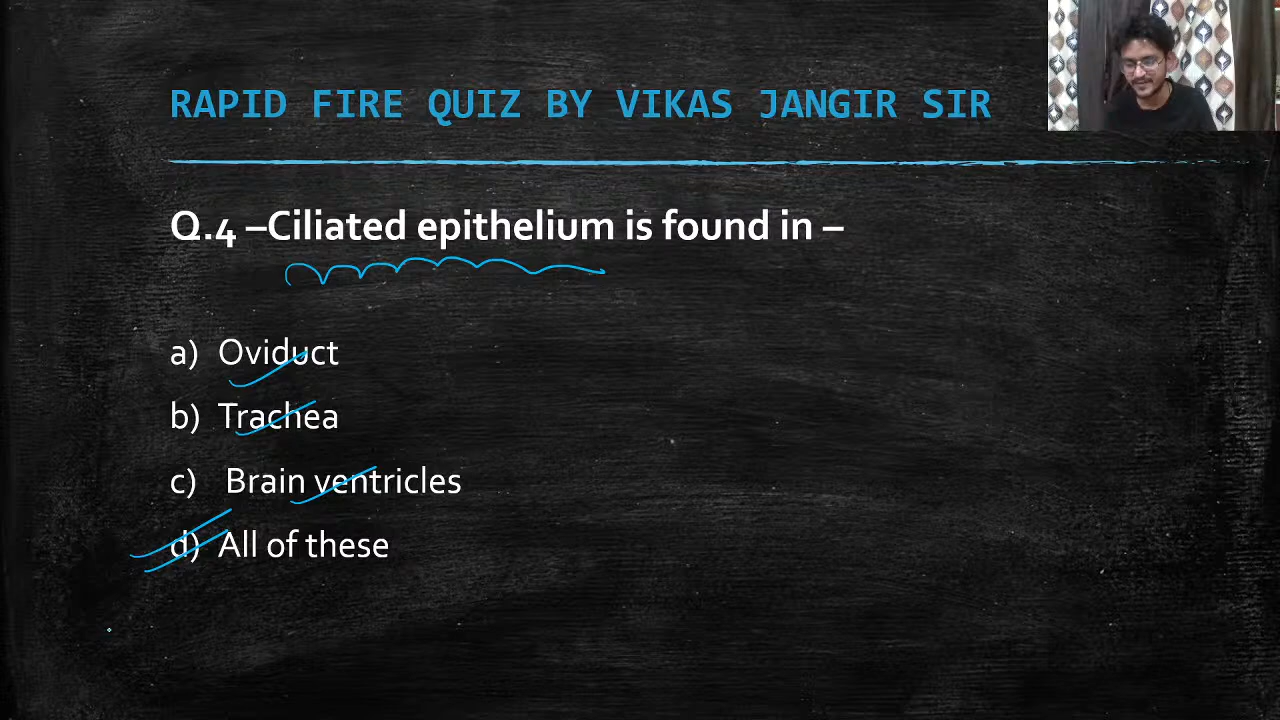 RAPID FIRE QUIZ BY VIKAS JANGIR SIR
Q.4 –Ciliated epithelium is found in –
a) Oviduct
b) Trachea
c) Brain ventricles
d) All of these